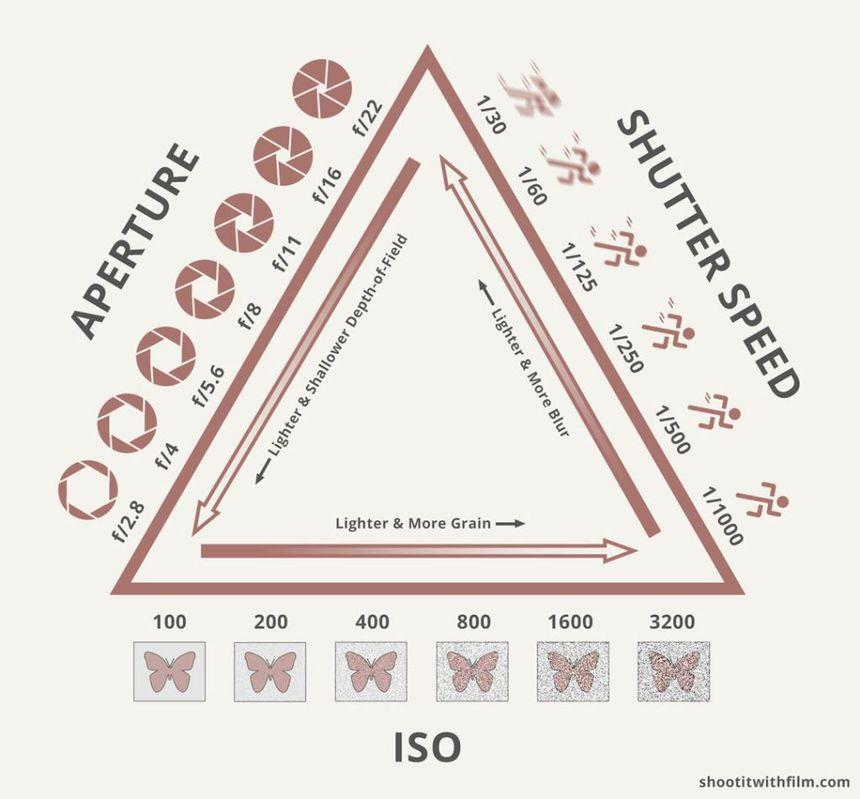 APERTURE
f/22
f/16
f/11
f/8
f/5.6
f/4
f/2.8
Lighter & Shallower Depth-of-Field
SHUTTER SPEED
1/30
1/60
1/125
1/250
1/500
1/1000
Lighter & More Blur
Lighter & More Grain
100 200 400 800 1600 3200
ISO
shootitwithfilm.com